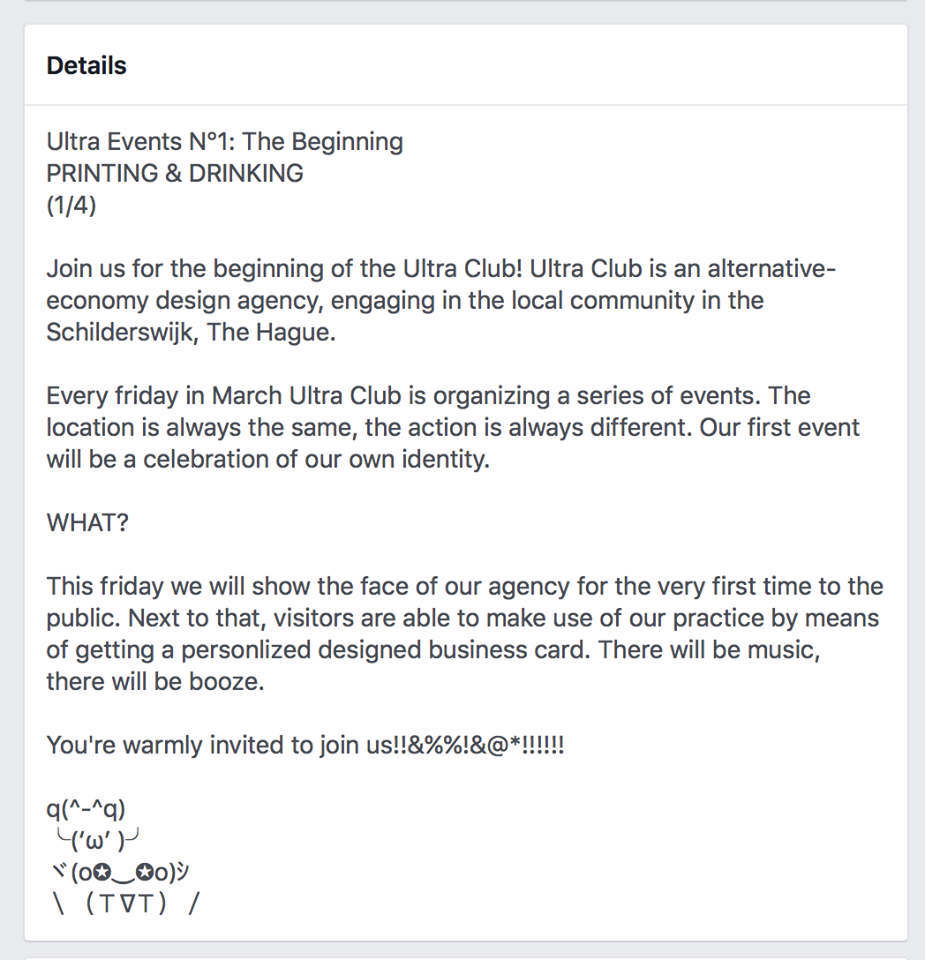 Details
Ultra Events N°1: The Beginning
PRINTING & DRINKING
(1/4)
Join us for the beginning of the Ultra Club! Ultra Club is an alternative-
economy design agency, engaging in the local community in the
Schilderswijk, The Hague.
Every friday in March Ultra Club is organizing a series of events. The
location is always the same, the action is always different. Our first event
will be a celebration of our own identity.
WHAT?
This friday we will show the face of our agency for the very first time to the
public. Next to that, visitors are able to make use of our practice by means
of getting a personlized designed business card. There will be music,
there will be booze.
You're warmly invited to join us!!&%%!&@*!!!!!!
q(^-^q)
╰(‘ω’ )╯
ヾ(o✪‿✪o)シ
\ （T∇T） /